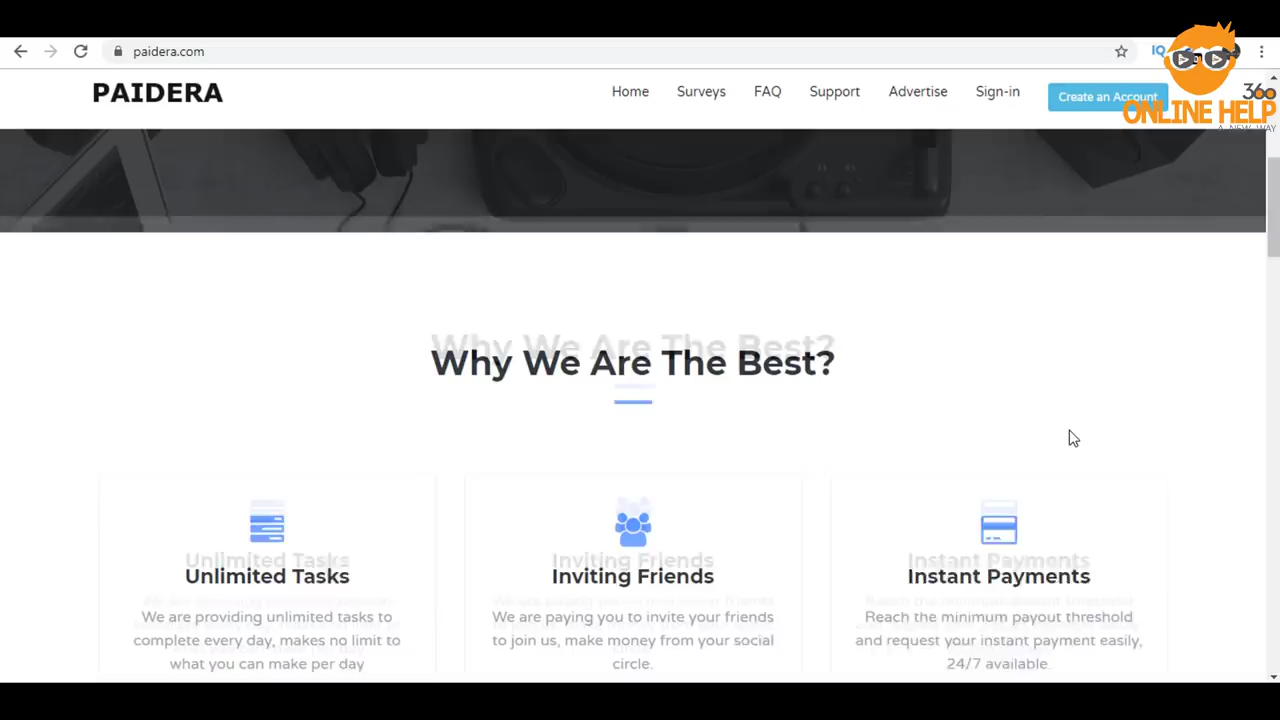 paidera.com
IQ
PAIDERA
Home
Surveys
FAQ
Support
Advertise
Sign-in
Create an Account
360
ONLINE HELP
A NEW WAY
Why We Are The Best?
Unlimited Tasks
We are providing unlimited tasks to
complete every day, makes no limit to
what you can make per day
Inviting Friends
We are paying you to invite your friends
to join us, make money from your social
circle.
Instant Payments
Reach the minimum payout threshold
and request your instant payment easily,
24/7 available.